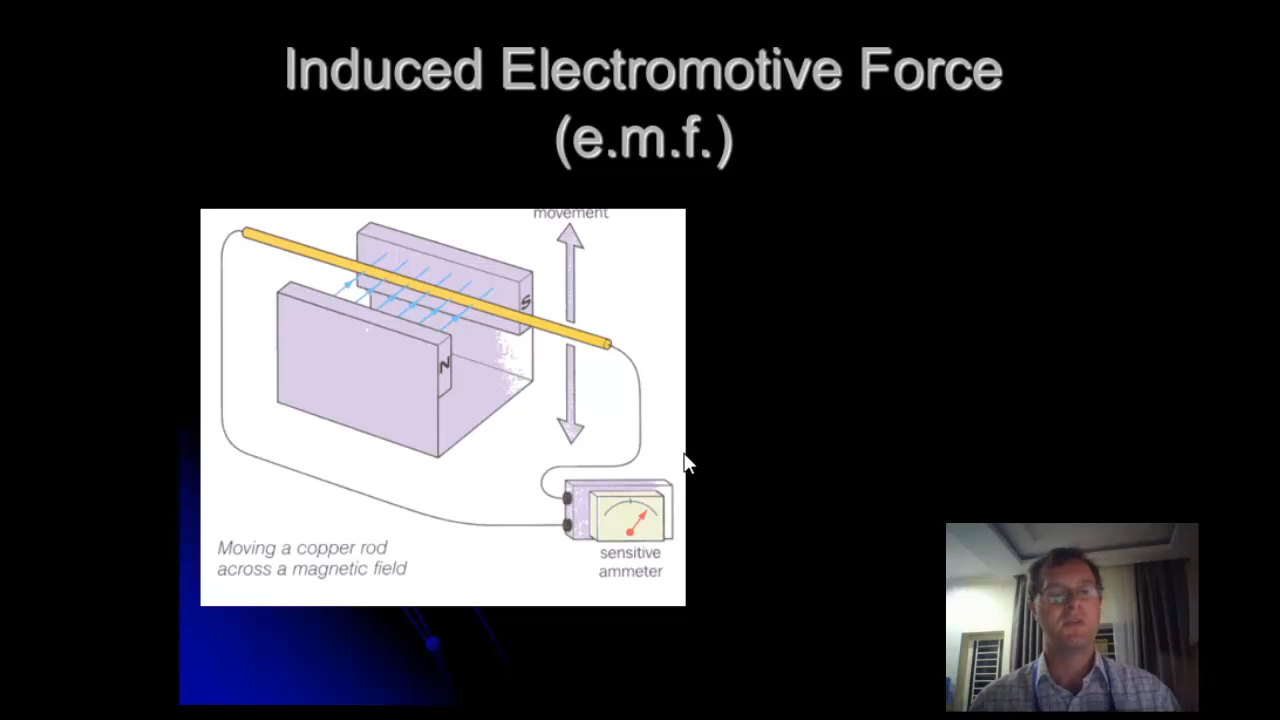 Induced Electromotive Force
(e.m.f.)
movement
S
N
Moving a copper rod
across a magnetic field
sensitive
ammeter